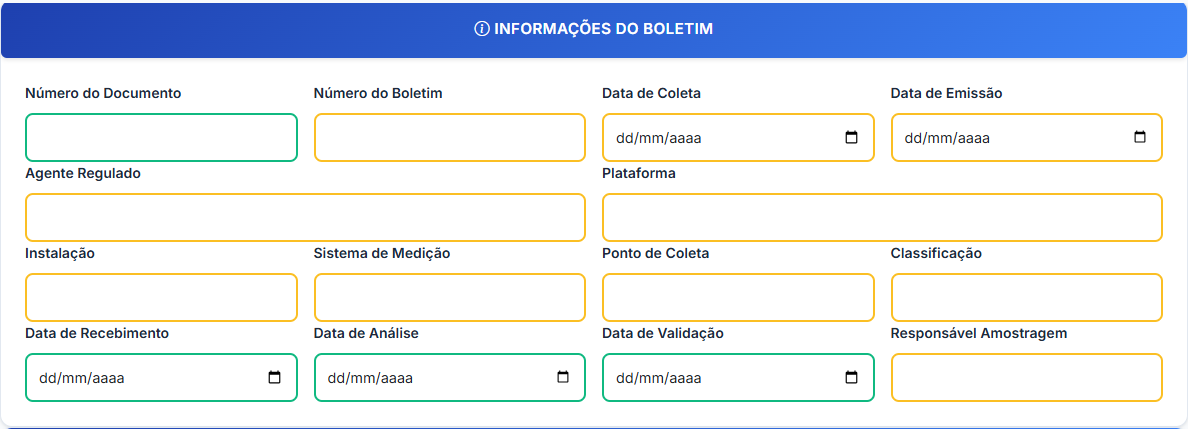 INFORMAÇÕES DO BOLETIM
Número do Documento Número do Boletim Data de Coleta Data de Emissão
dd/mm/aaaa dd/mm/aaaa
Agente Regulado Plataforma
Instalação Sistema de Medição Ponto de Coleta Classificação
Data de Recebimento Data de Análise Data de Validação Responsável Amostragem
dd/mm/aaaa dd/mm/aaaa dd/mm/aaaa